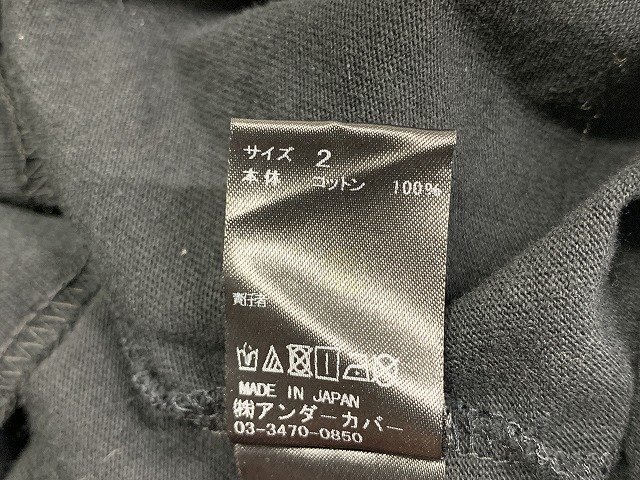 サイズ 2
本体 コットン 100%
責任者
MADE IN JAPAN
㈱アンダーカバー
03-3470-0850